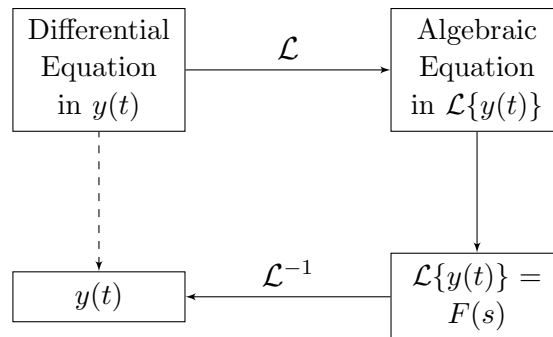 Differential
Equation
in y(t)
ℒ
Algebraic
Equation
in ℒ{y(t)}
y(t)
ℒ⁻¹
ℒ{y(t)} =
F(s)